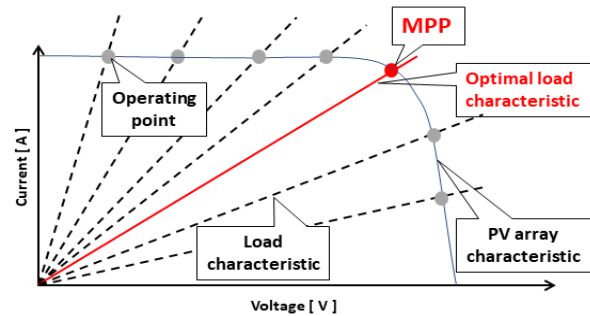 MPP
Optimal load
characteristic
Operating
point
Current [ A ]
Load
characteristic
PV array
characteristic
Voltage [ V ]